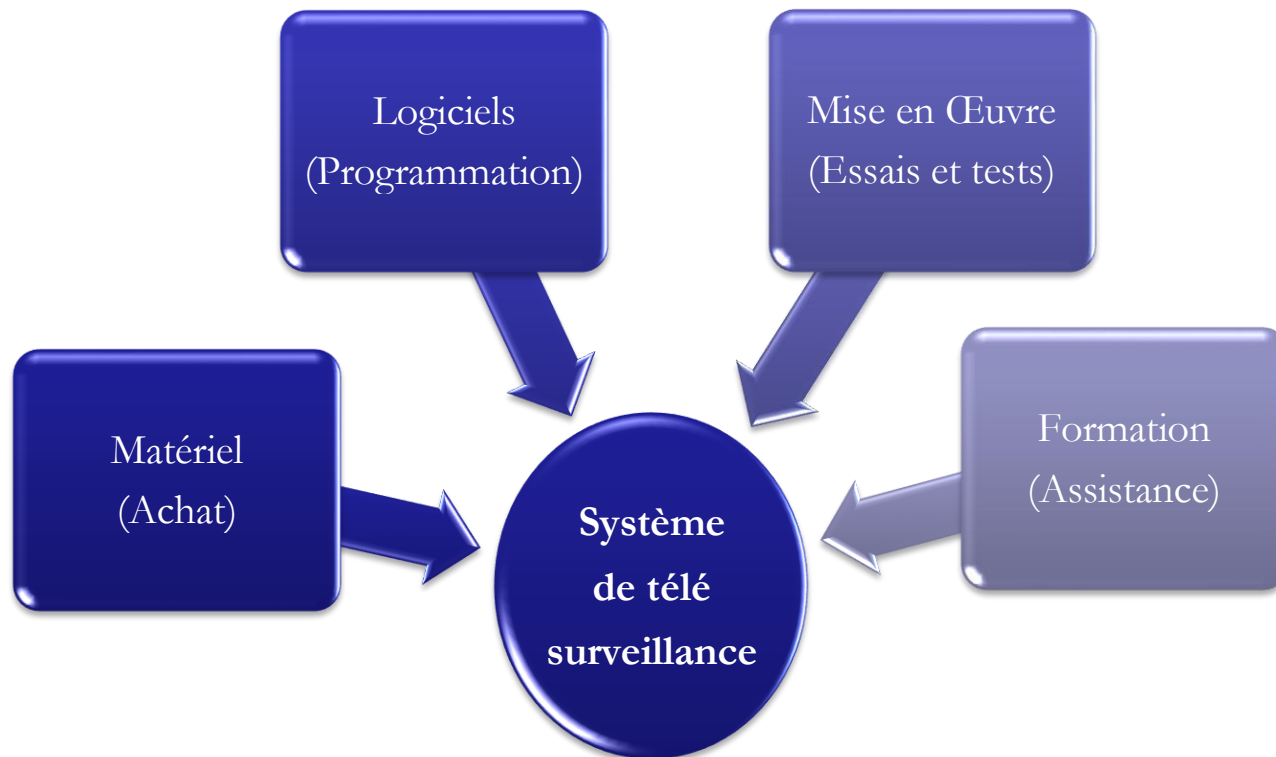 Logiciels
(Programmation)
Mise en Œuvre
(Essais et tests)
Matériel
(Achat)
Formation
(Assistance)
Système
de télé
surveillance